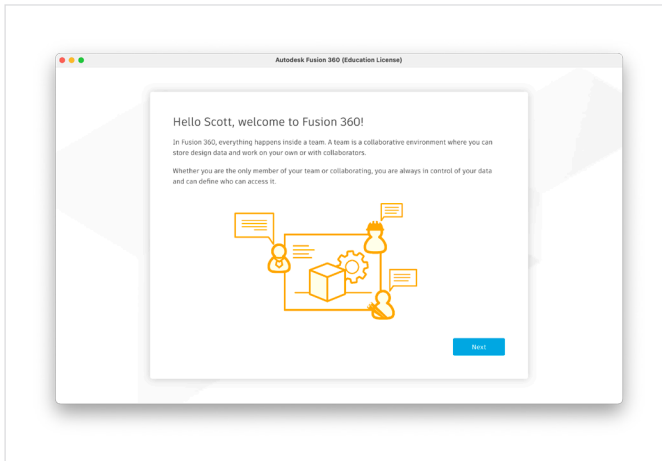 Autodesk Fusion 360 (Education License)
Hello Scott, welcome to Fusion 360!
In Fusion 360, everything happens inside a team. A team is a collaborative environment where you can
store design data and work on your own or with collaborators.
Whether you are the only member of your team or collaborating, you are always in control of your data
and can define who can access it.
Next